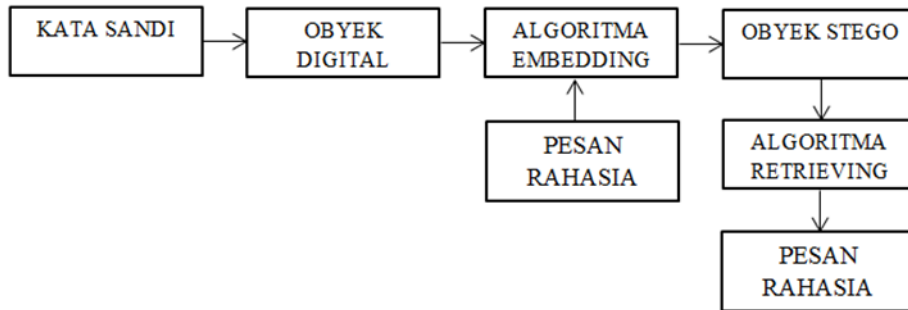 KATA SANDI
OBYEK
DIGITAL
ALGORITMA
EMBEDDING
OBYEK STEGO
PESAN
RAHASIA
ALGORITMA
RETRIEVING
PESAN
RAHASIA